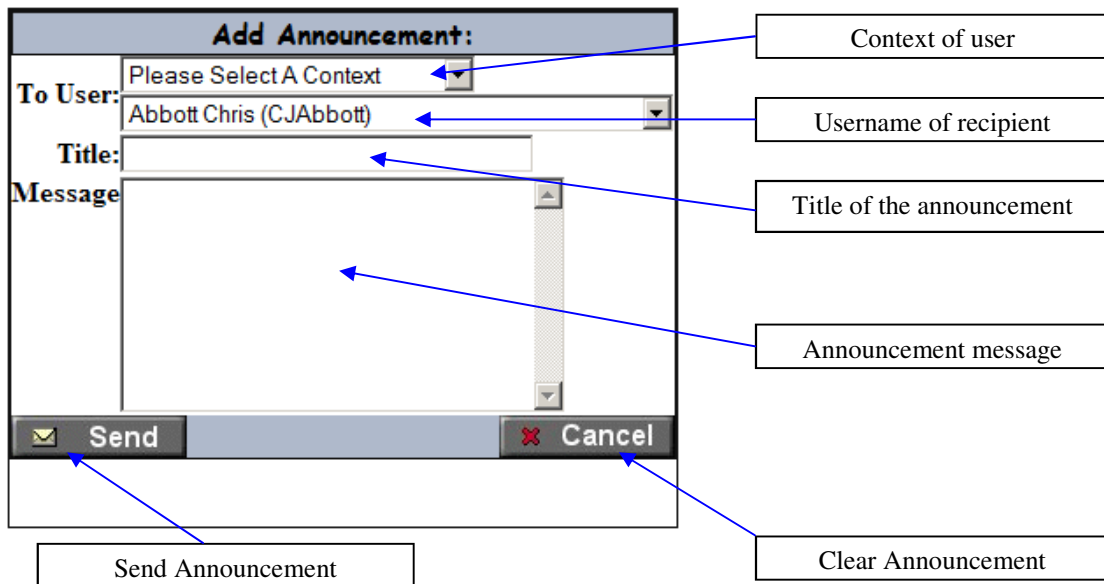 Add Announcement:
Context of user
Please Select A Context
To User:
Abbott Chris (CJAbbott)
Username of recipient
Title:
Title of the announcement
Message
Announcement message
Send
Cancel
Send Announcement
Clear Announcement